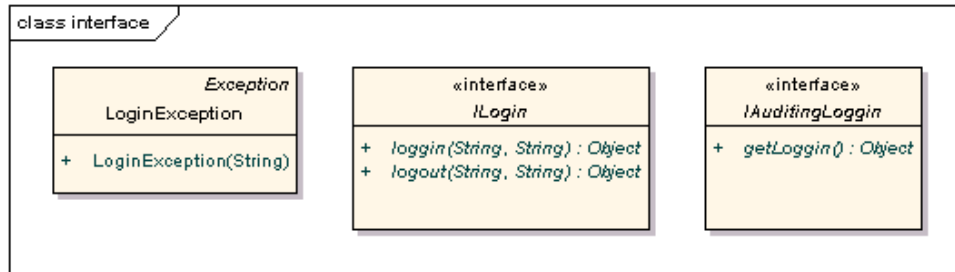 class interface
Exception
LoginException
+ LoginException(String)
«interface»
ILogin
+ loggin(String, String) : Object
+ logout(String, String) : Object
«interface»
IAuditingLoggin
+ getLoggin() : Object